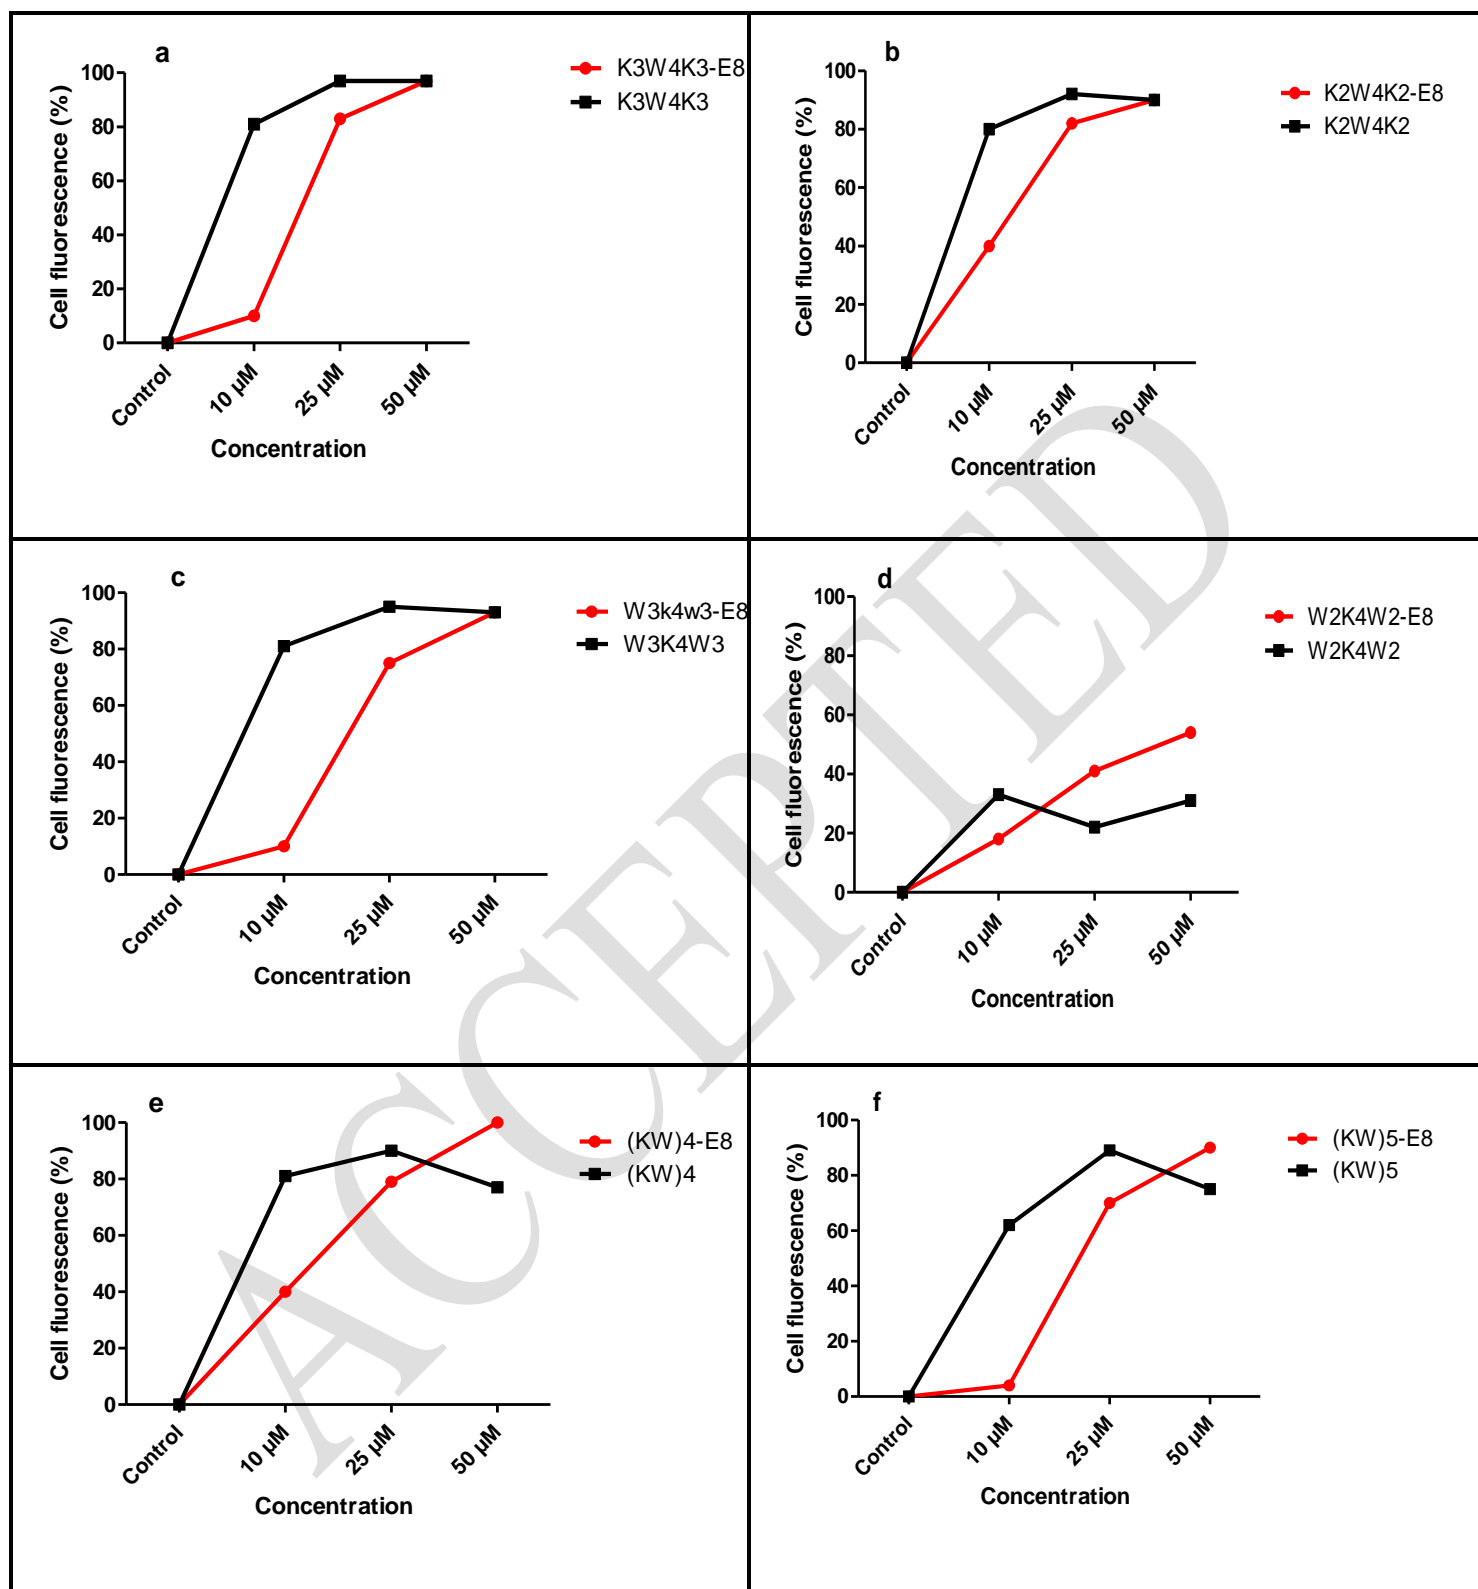 a
K3W4K3-E8
K3W4K3
Cell fluorescence (%)
100
80
60
40
20
0
Control
10 µM
25 µM
50 µM
Concentration
b
K2W4K2-E8
K2W4K2
Cell fluorescence (%)
100
80
60
40
20
0
Control
10 µM
25 µM
50 µM
Concentration
c
W3k4w3-E8
W3K4W3
Cell fluorescence (%)
100
80
60
40
20
0
Control
10 µM
25 µM
50 µM
Concentration
d
W2K4W2-E8
W2K4W2
Cell fluorescence (%)
100
80
60
40
20
0
Control
10 µM
25 µM
50 µM
Concentration
e
(KW)4-E8
(KW)4
Cell fluorescence (%)
100
80
60
40
20
0
Control
10 µM
25 µM
50 µM
Concentration
f
(KW)5-E8
(KW)5
Cell fluorescence (%)
100
80
60
40
20
0
Control
10 µM
25 µM
50 µM
Concentration
ACCEPTED